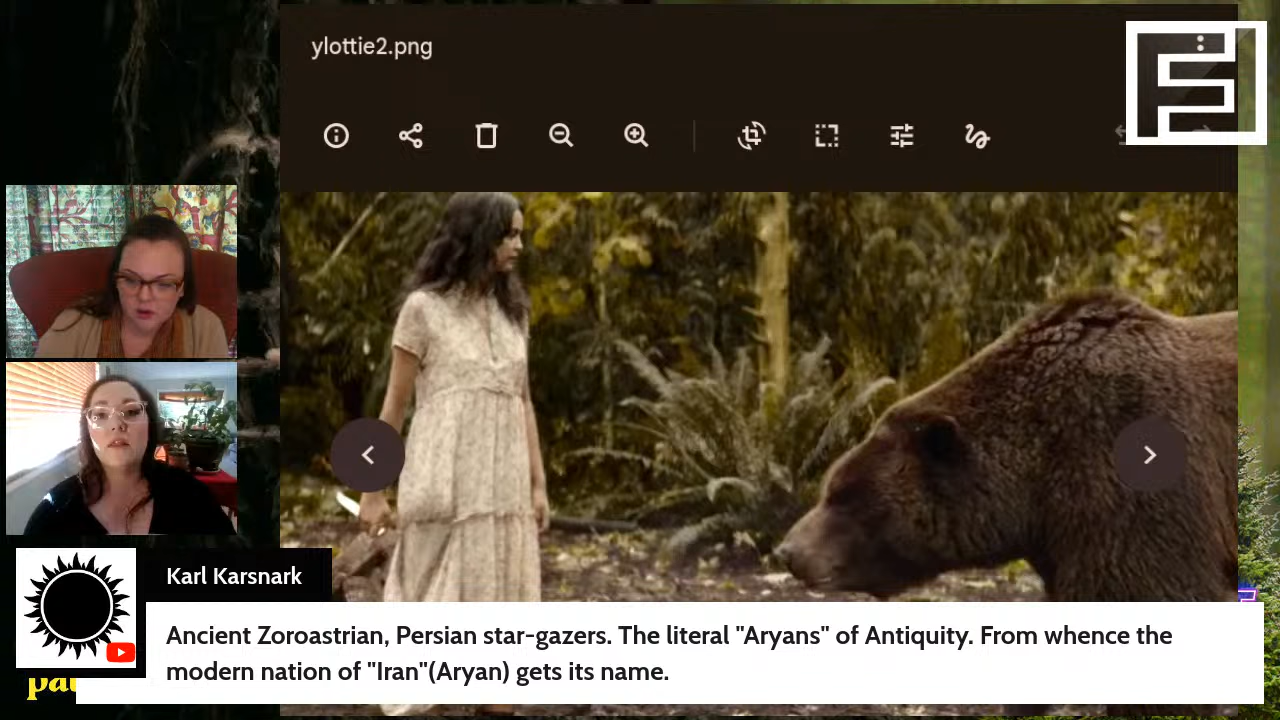 ylottie2.png
Karl Karsnark
Ancient Zoroastrian, Persian star-gazers. The literal "Aryans" of Antiquity. From whence the
modern nation of "Iran"(Aryan) gets its name.